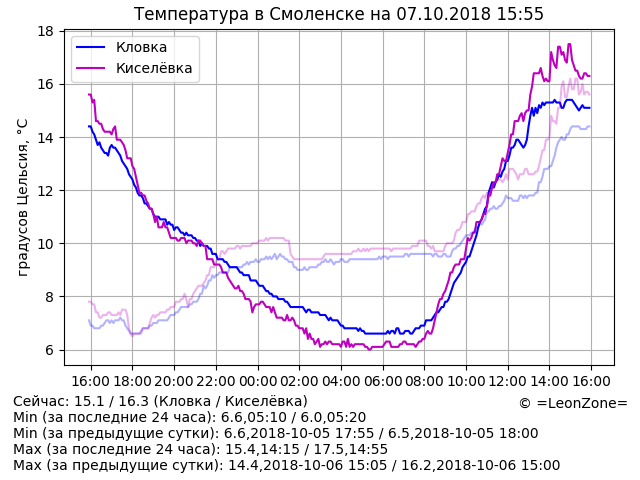 Температура в Смоленске на 07.10.2018 15:55
Кловка
Киселёвка
градусов Цельсия, °C
18
16
14
12
10
8
6
16:00 18:00 20:00 22:00 00:00 02:00 04:00 06:00 08:00 10:00 12:00 14:00 16:00
© =LeonZone=
Сейчас: 15.1 / 16.3 (Кловка / Киселёвка)
Min (за последние 24 часа): 6.6,05:10 / 6.0,05:20
Min (за предыдущие сутки): 6.6,2018-10-05 17:55 / 6.5,2018-10-05 18:00
Max (за последние 24 часа): 15.4,14:15 / 17.5,14:55
Max (за предыдущие сутки): 14.4,2018-10-06 15:05 / 16.2,2018-10-06 15:00